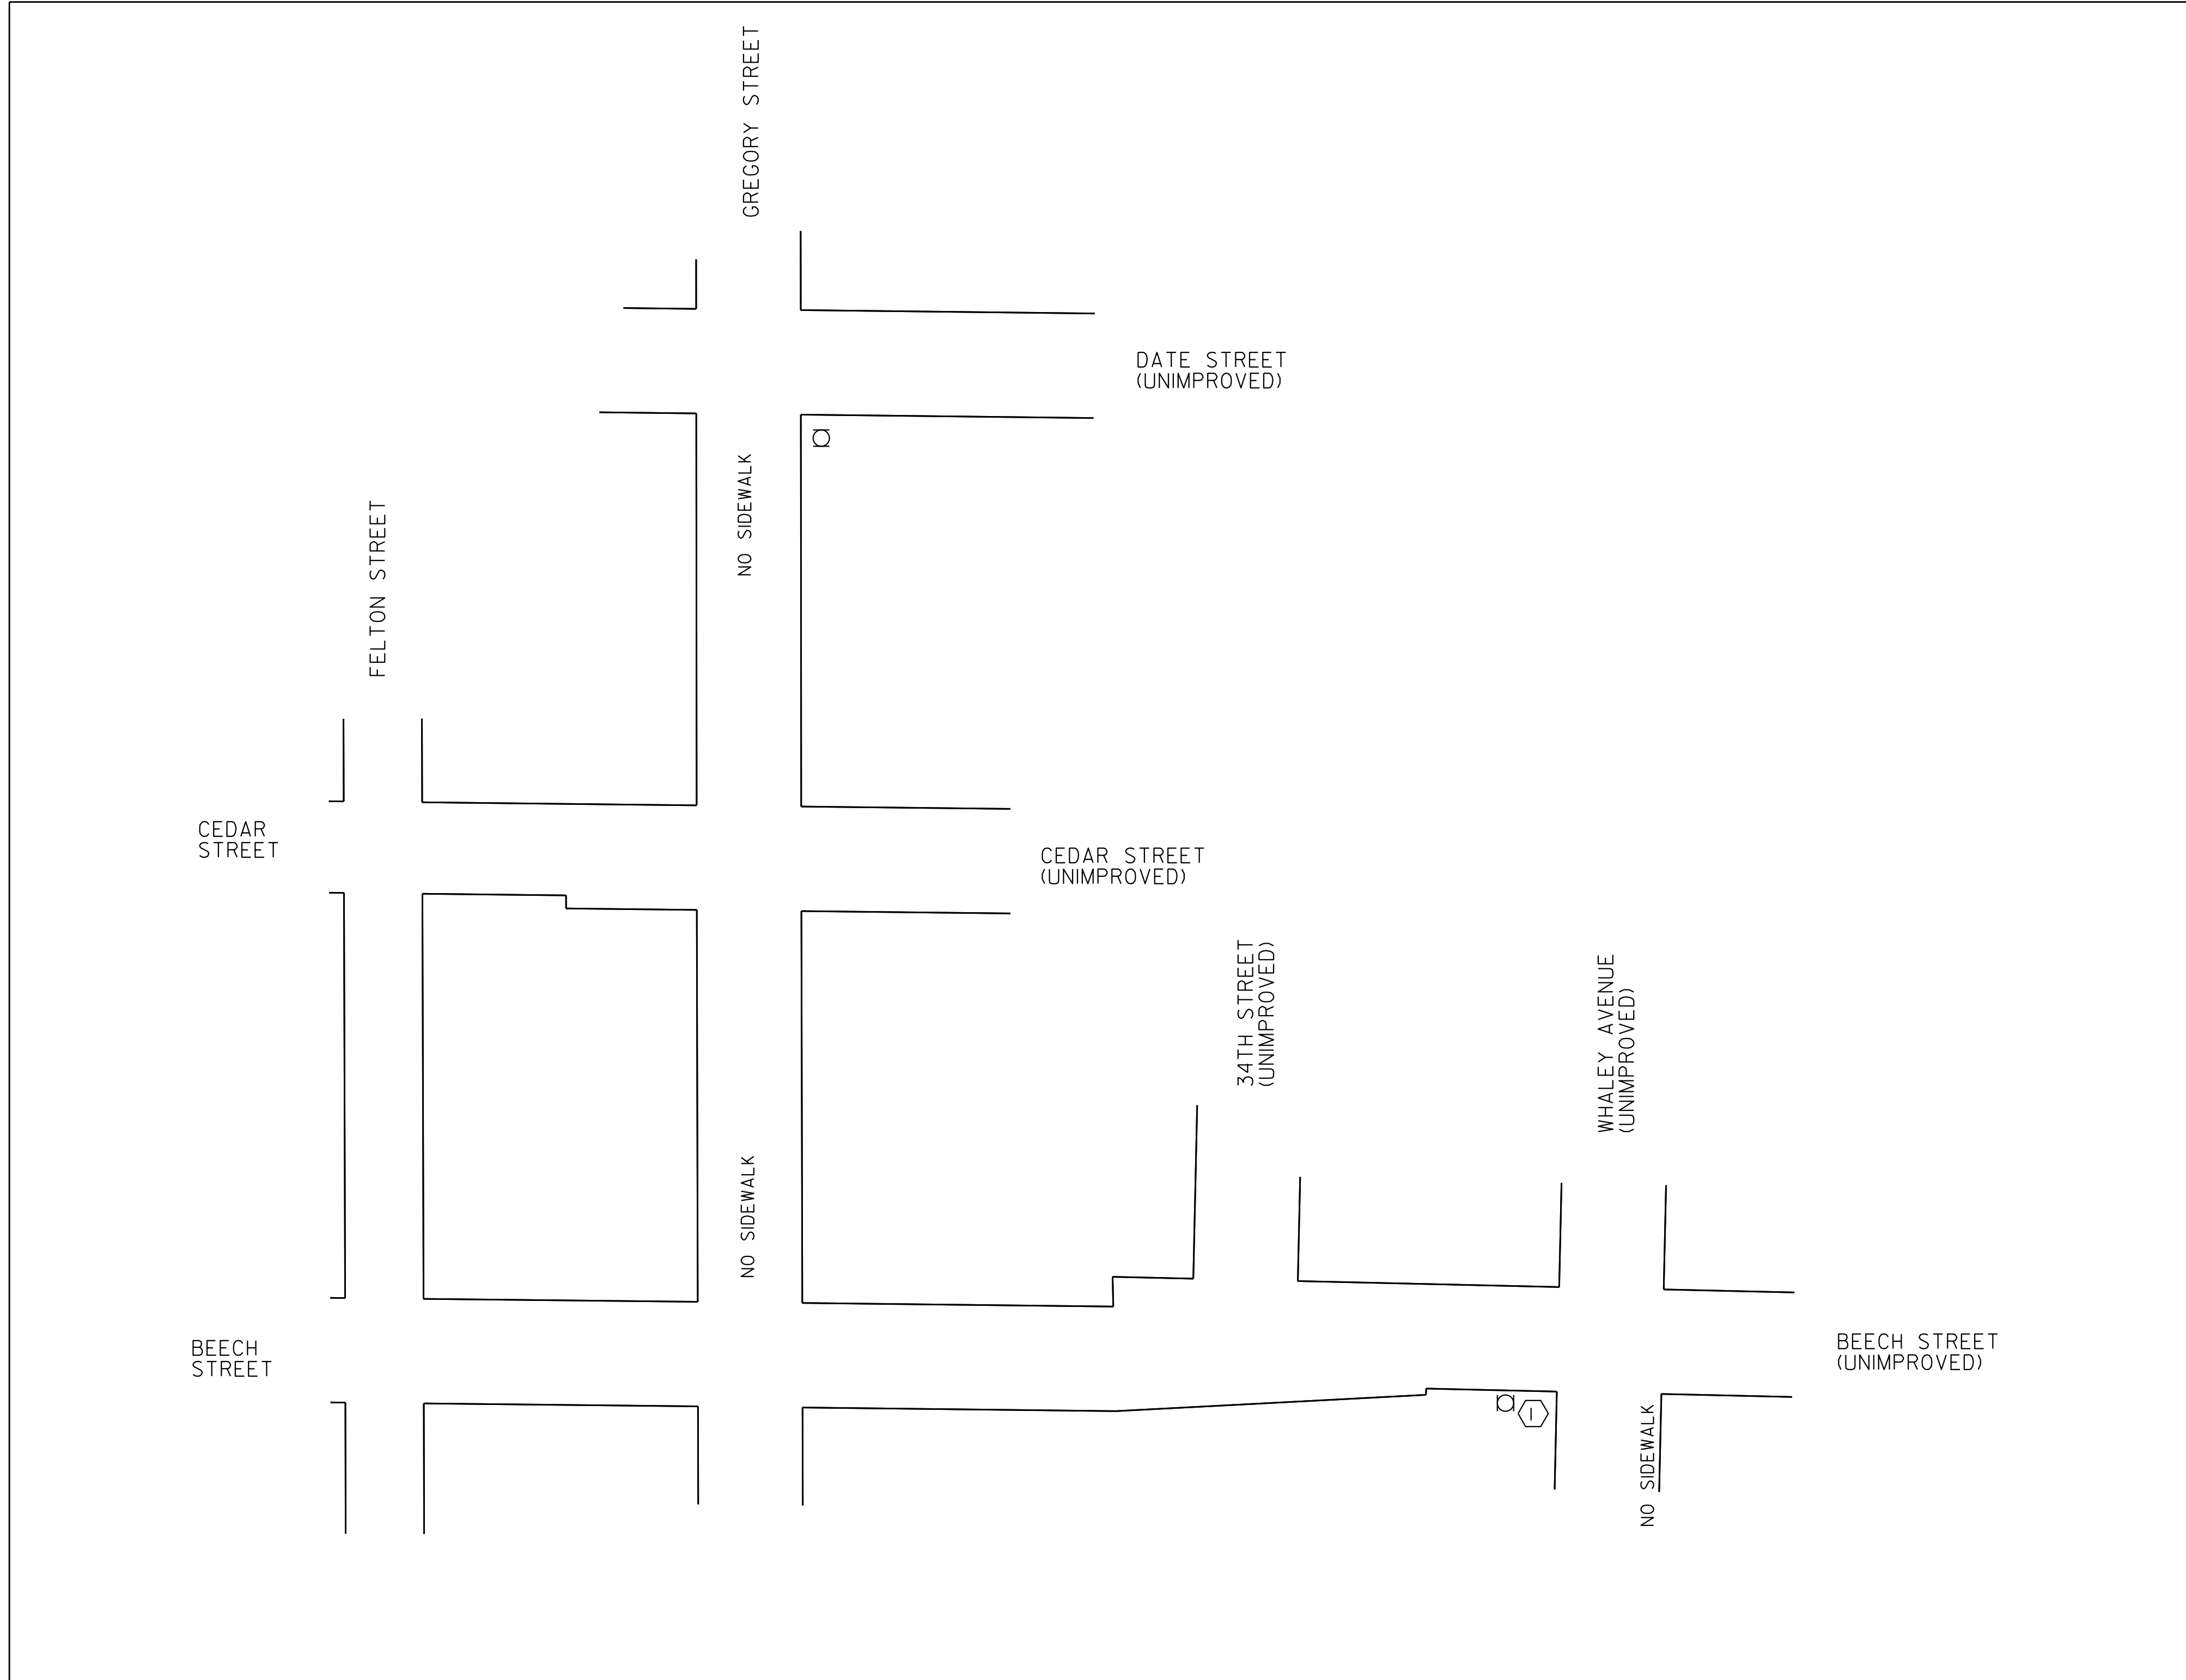 GREGORY STREET
DATE STREET
(UNIMPROVED)
NO SIDEWALK
FELTON STREET
CEDAR
STREET
CEDAR STREET
(UNIMPROVED)
34TH STREET
(UNIMPROVED)
WHALEY AVENUE
(UNIMPROVED)
NO SIDEWALK
BEECH
STREET
BEECH STREET
(UNIMPROVED)
1
NO SIDEWALK